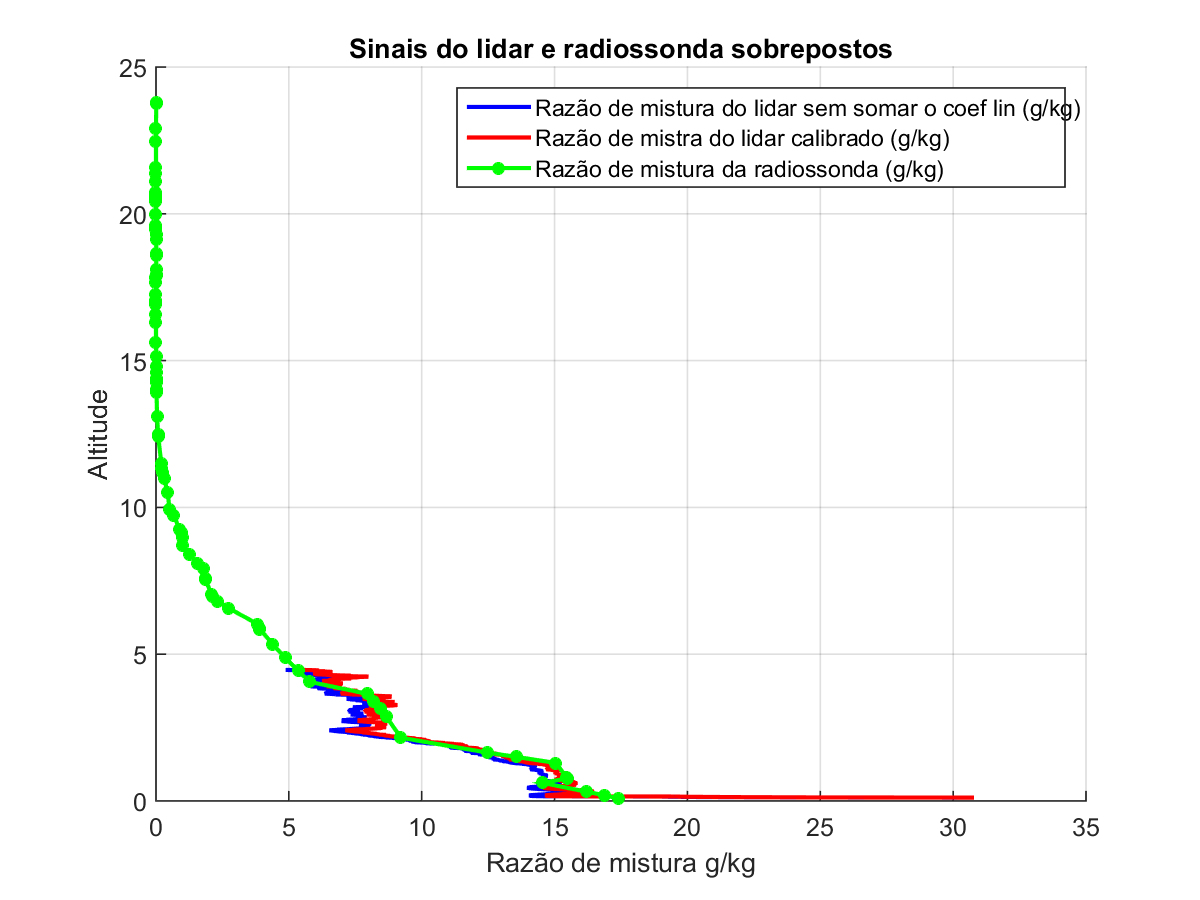 Sinais do lidar e radiossonda sobrepostos
25
Razão de mistura do lidar sem somar o coef lin (g/kg)
Razão de mistra do lidar calibrado (g/kg)
Razão de mistura da radiossonda (g/kg)
20
15
Altitude
10
5
0
0 5 10 15 20 25 30 35
Razão de mistura g/kg